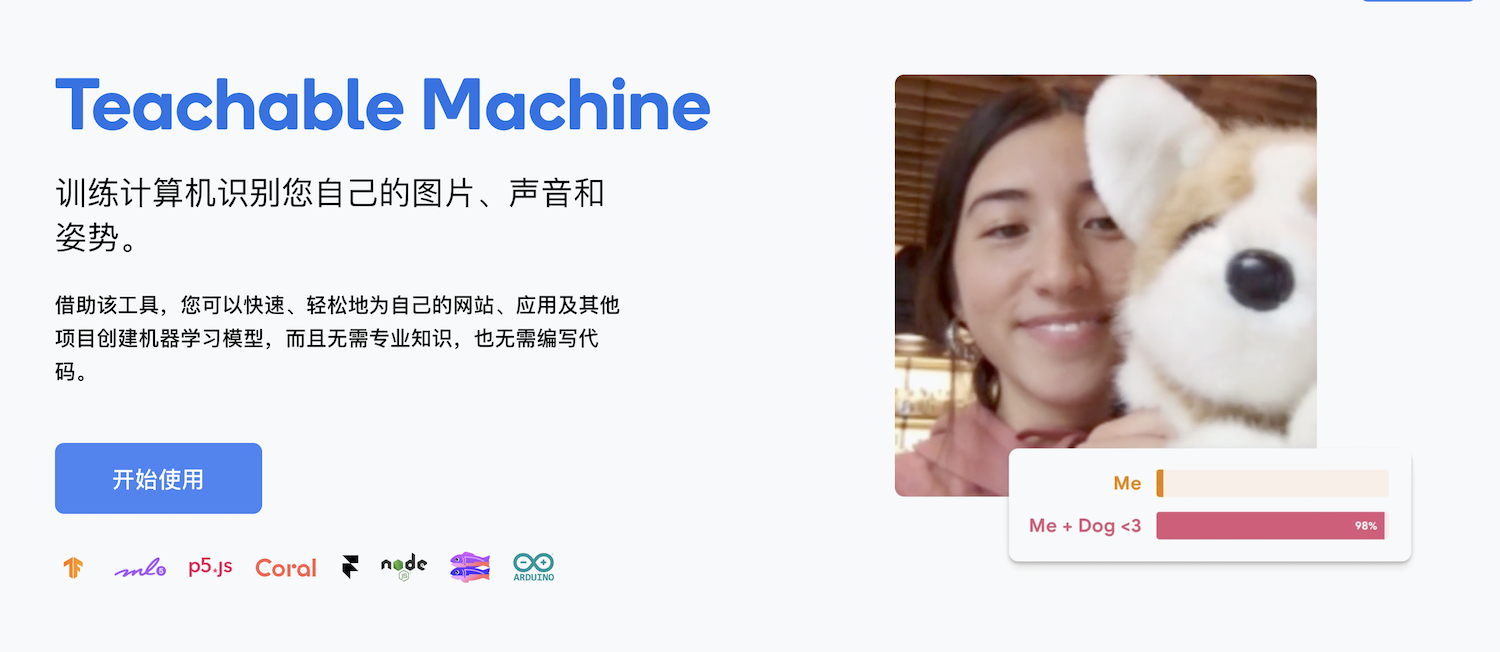 Teachable Machine
训练计算机识别您自己的图片、声音和
姿势。
借助该工具，您可以快速、轻松地为自己的网站、应用及其他
项目创建机器学习模型，而且无需专业知识，也无需编写代
码。
开始使用
ml5 p5.js Coral node JS ARDUINO
Me
Me + Dog <3 98%